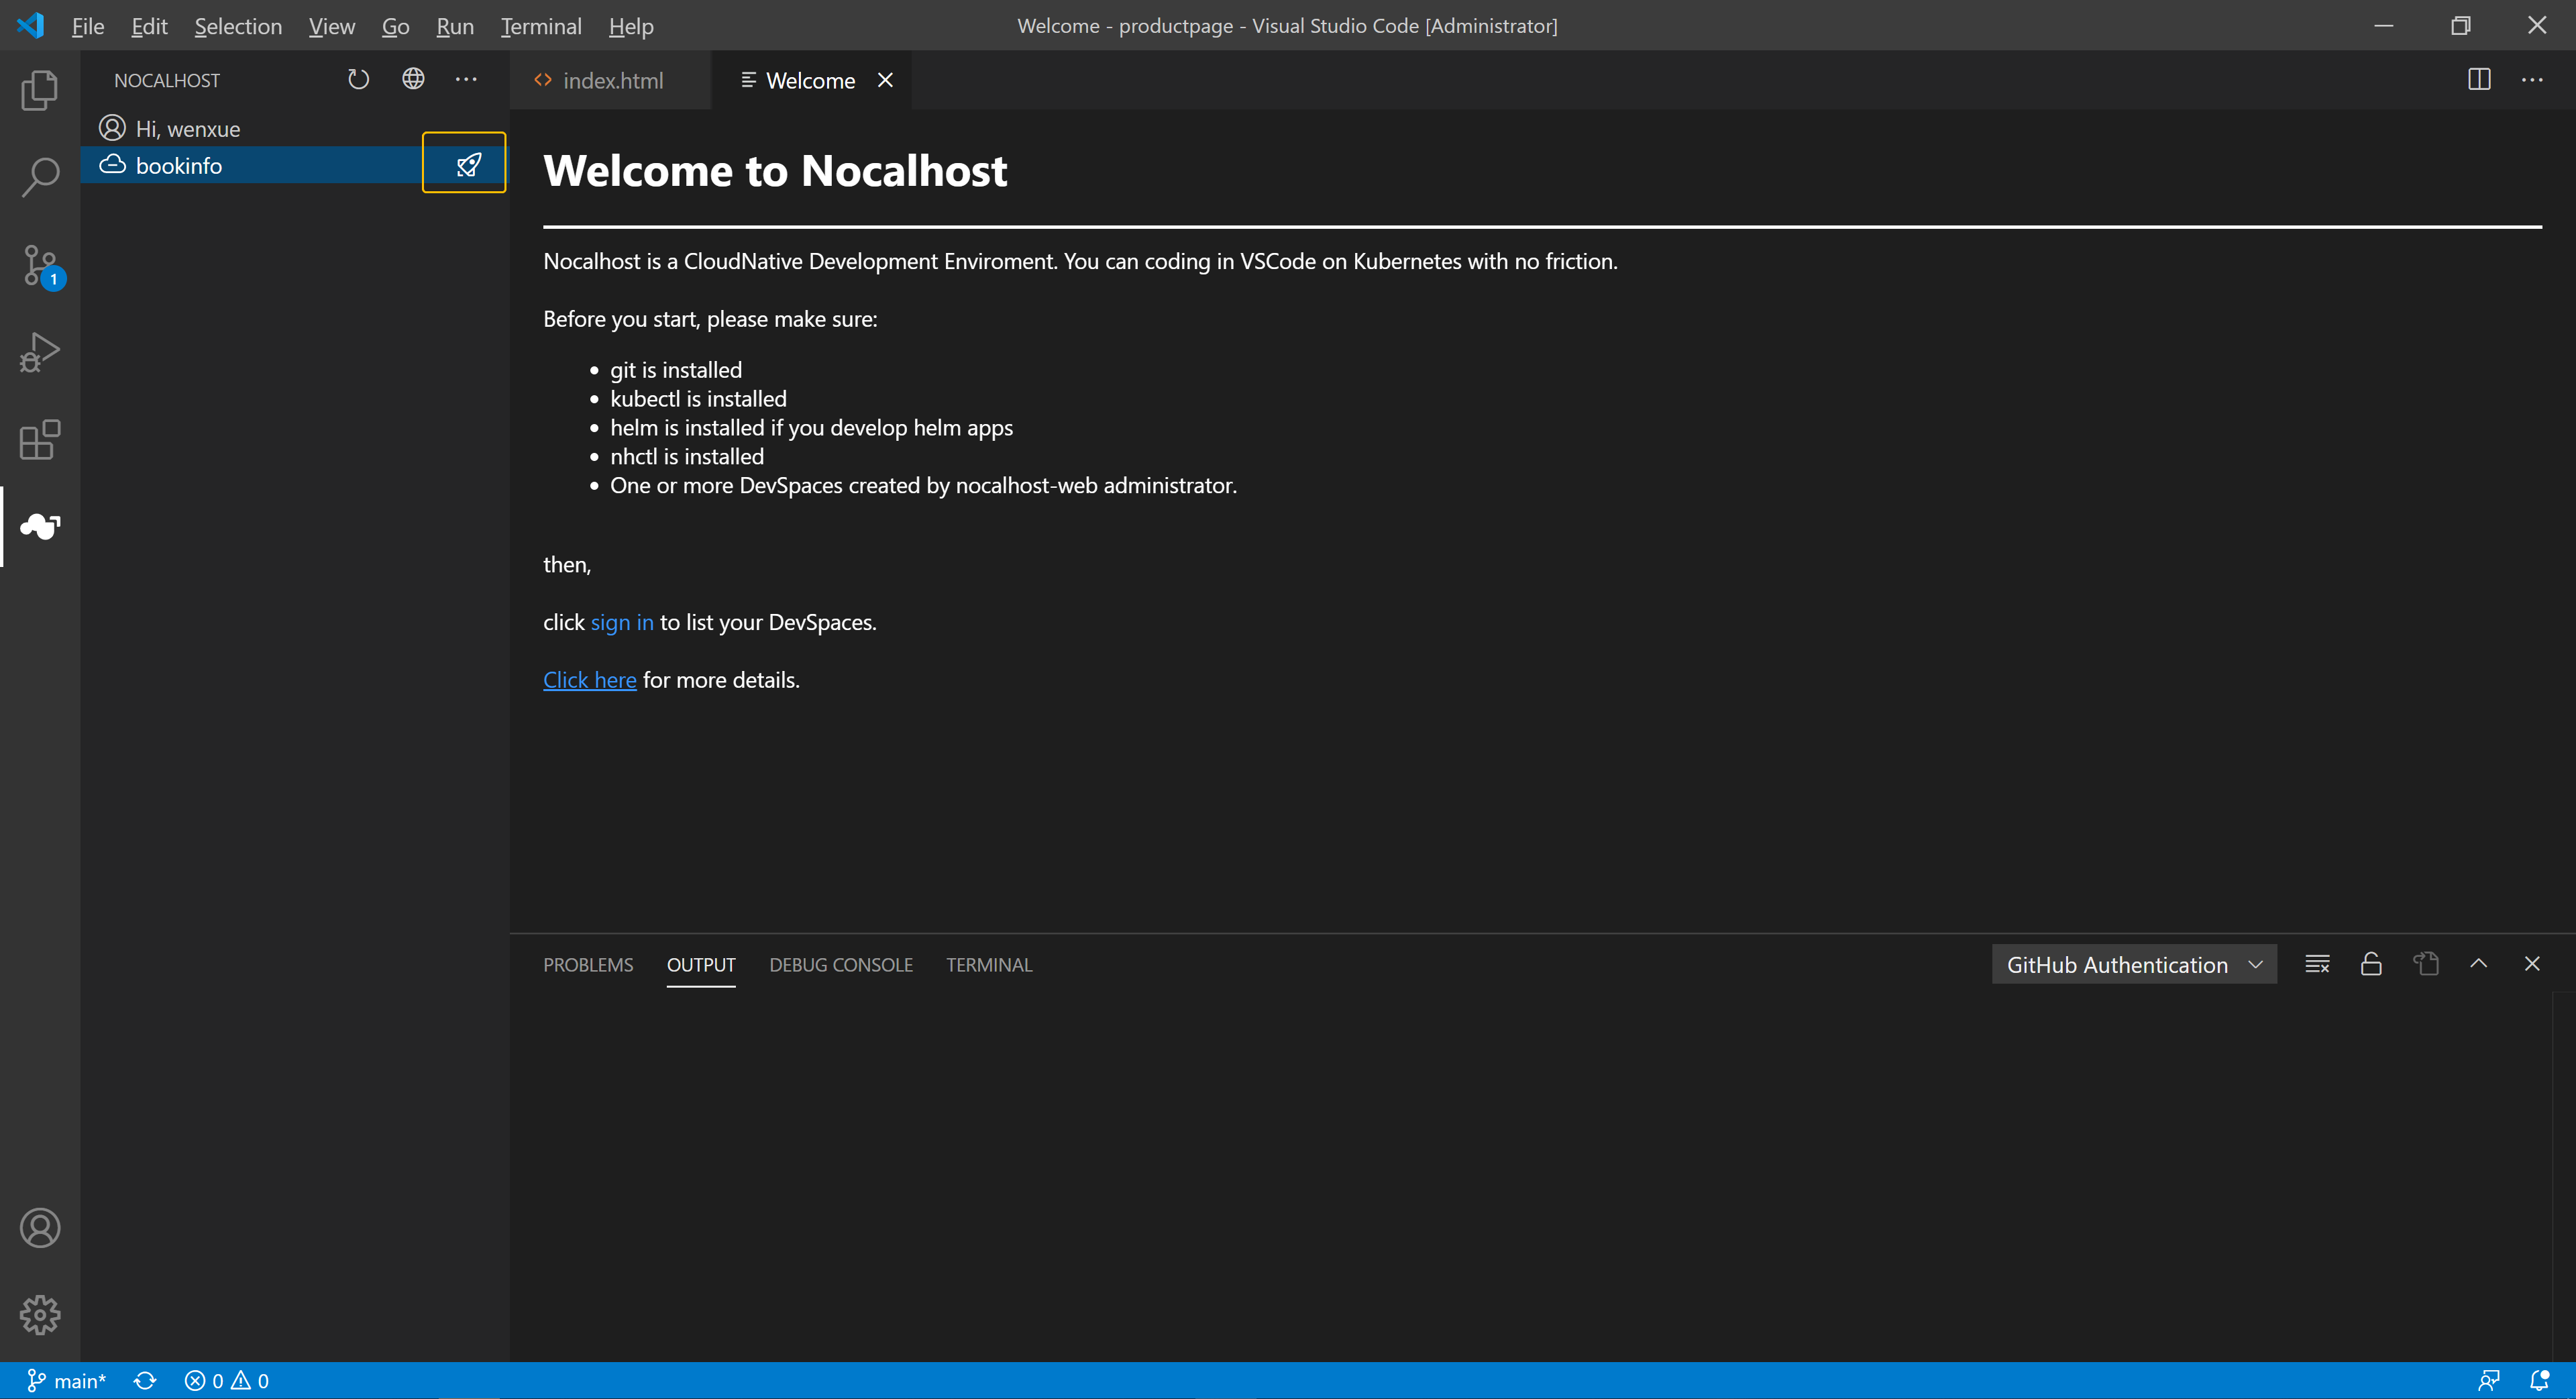 File Edit Selection View Go Run Terminal Help
Welcome - productpage - Visual Studio Code [Administrator]
NOCALHOST
index.html
Welcome
Hi, wenxue
bookinfo
1
Welcome to Nocalhost
Nocalhost is a CloudNative Development Enviroment. You can coding in VSCode on Kubernetes with no friction.
Before you start, please make sure:
git is installed
kubectl is installed
helm is installed if you develop helm apps
nhctl is installed
One or more DevSpaces created by nocalhost-web administrator.
then,
click sign in to list your DevSpaces.
Click here for more details.
PROBLEMS OUTPUT DEBUG CONSOLE TERMINAL
GitHub Authentication
main* 0 0